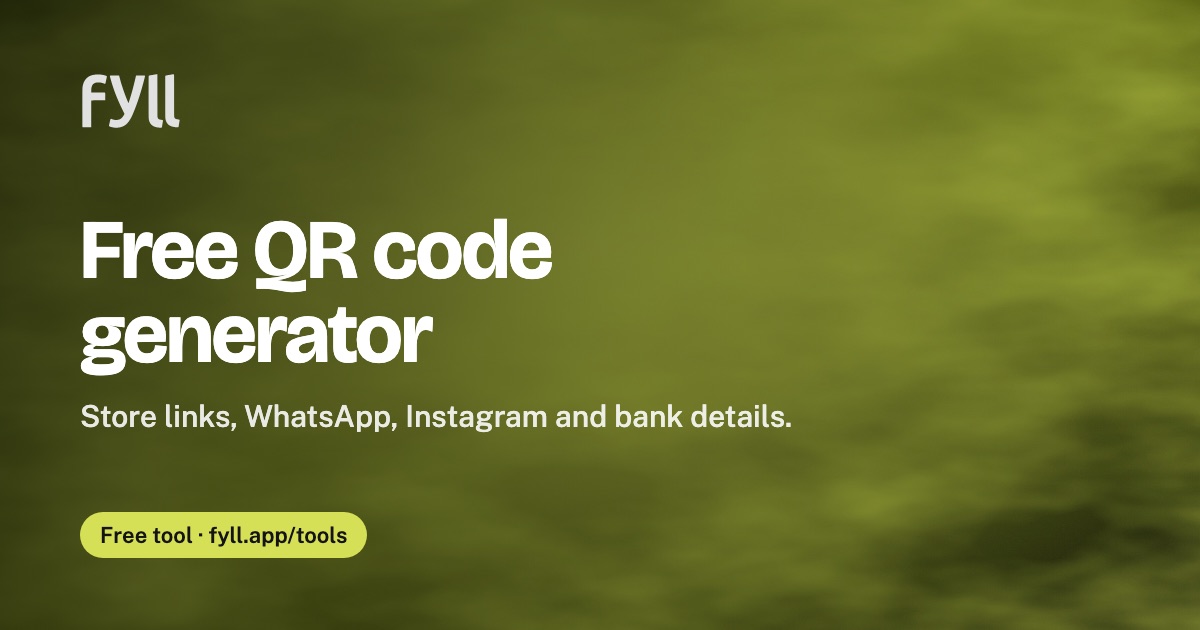 fyll
Free QR code
generator
Store links, WhatsApp, Instagram and bank details.
Free tool · fyll.app/tools